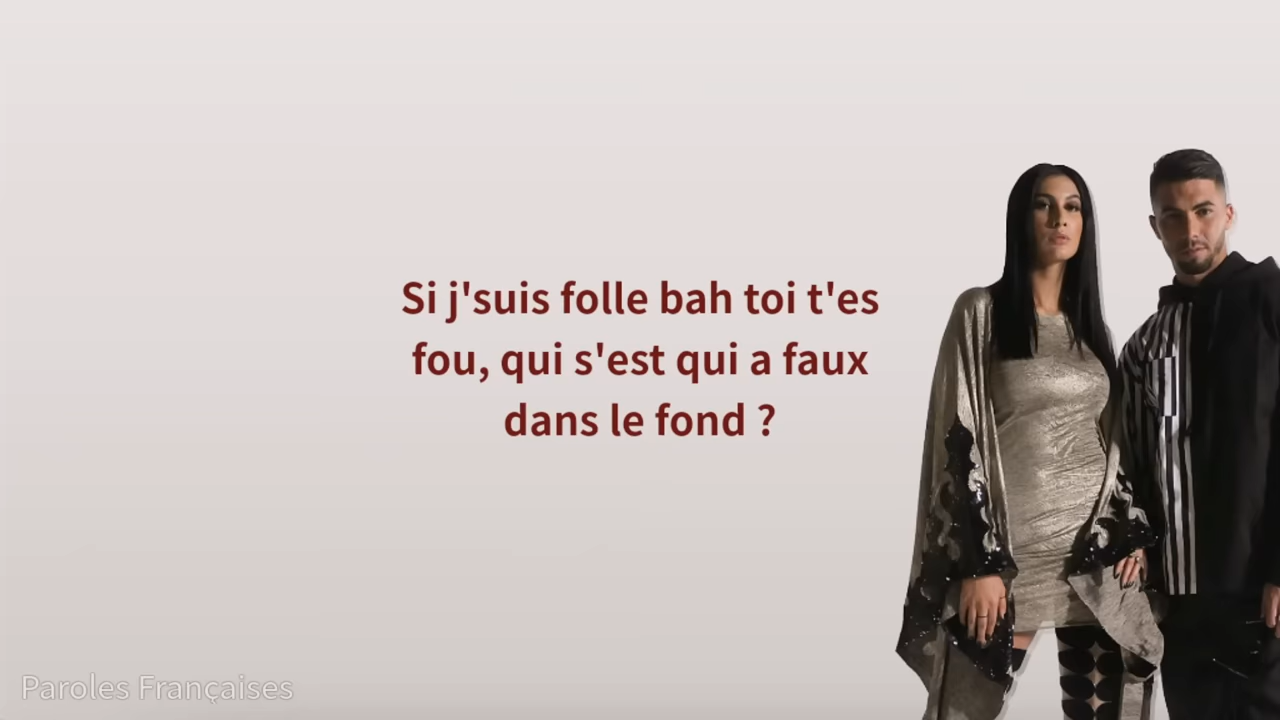 Si j'suis folle bah toi t'es
fou, qui s'est qui a faux
dans le fond ?
Paroles Françaises